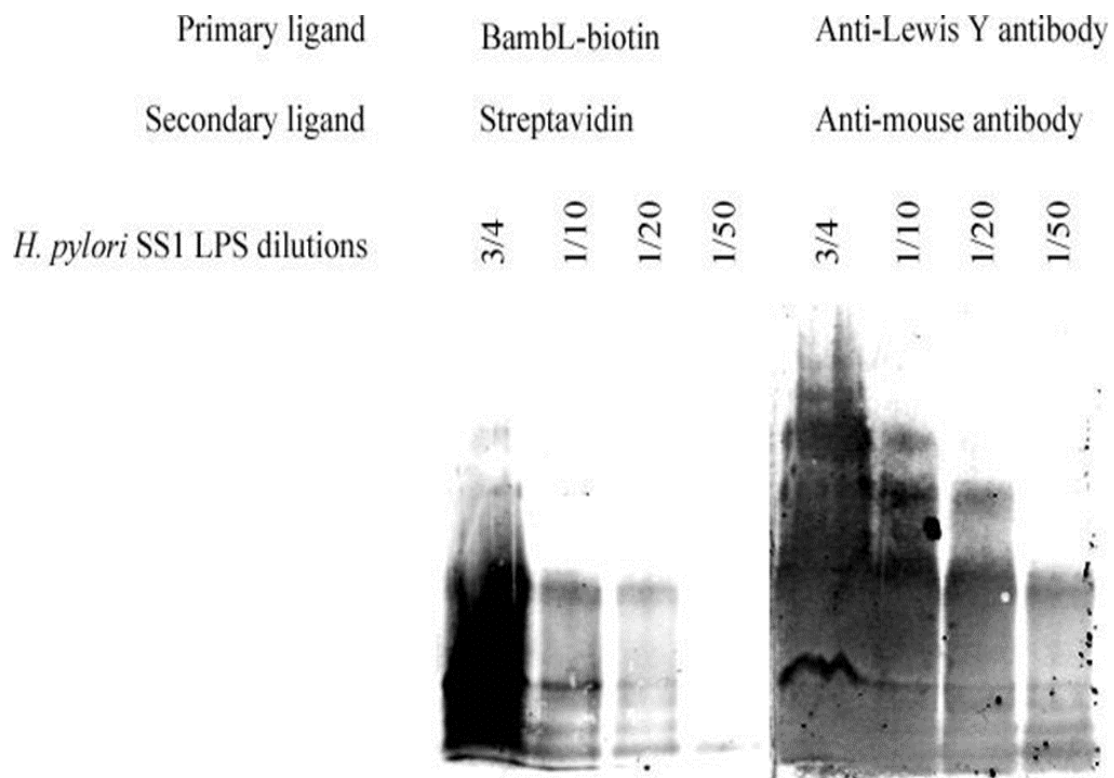 Primary ligand BambL-biotin Anti-Lewis Y antibody
Secondary ligand Streptavidin Anti-mouse antibody
H. pylori SS1 LPS dilutions 3/4 1/10 1/20 1/50 3/4 1/10 1/20 1/50